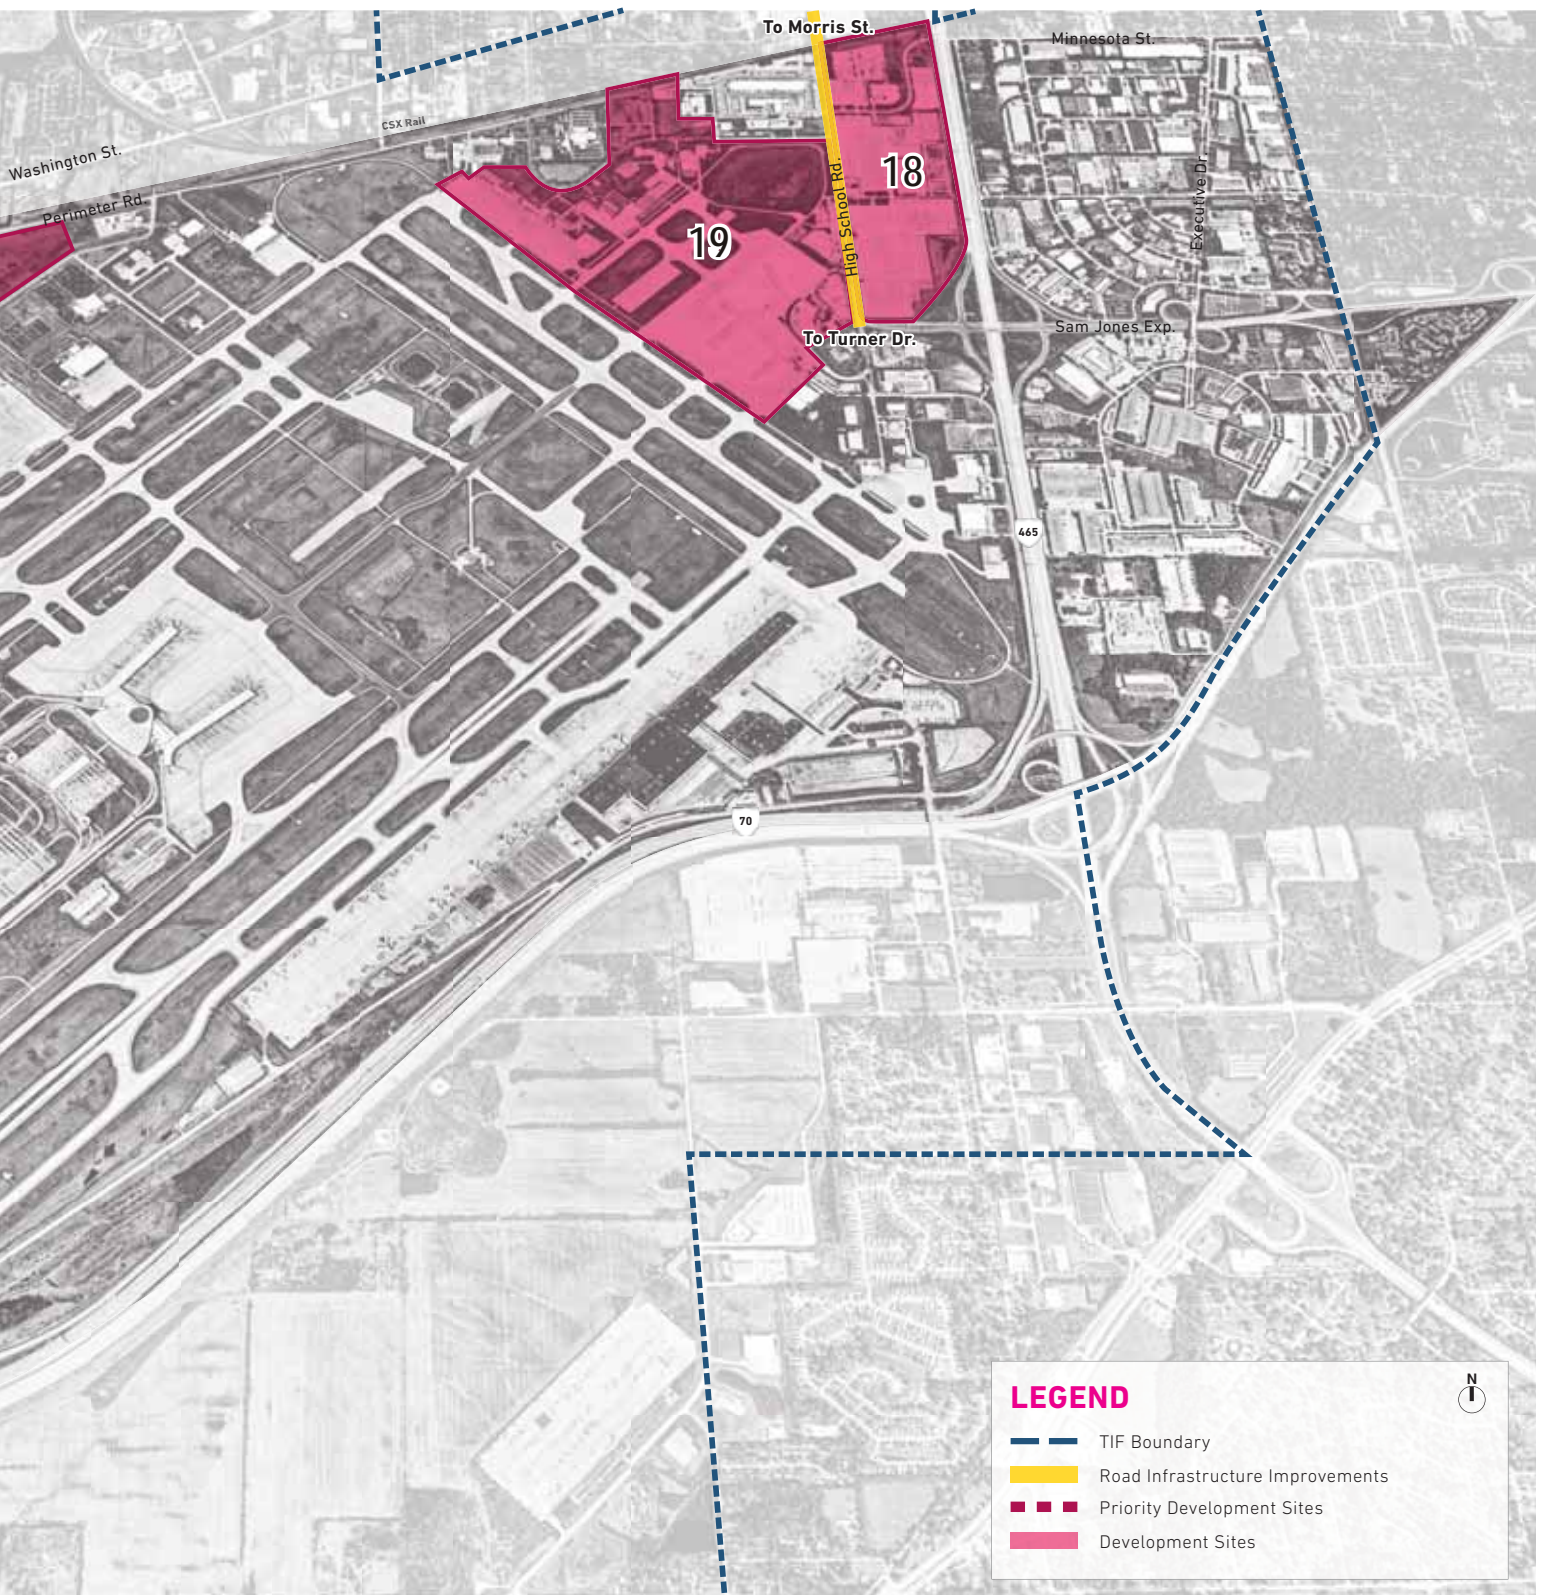 To Morris St.
Minnesota St.
CSX Rail
Washington St.
Perimeter Rd.
18
19
High School Rd.
Executive Dr.
Sam Jones Exp.
To Turner Dr.
465
70
LEGEND
N
TIF Boundary
Road Infrastructure Improvements
Priority Development Sites
Development Sites